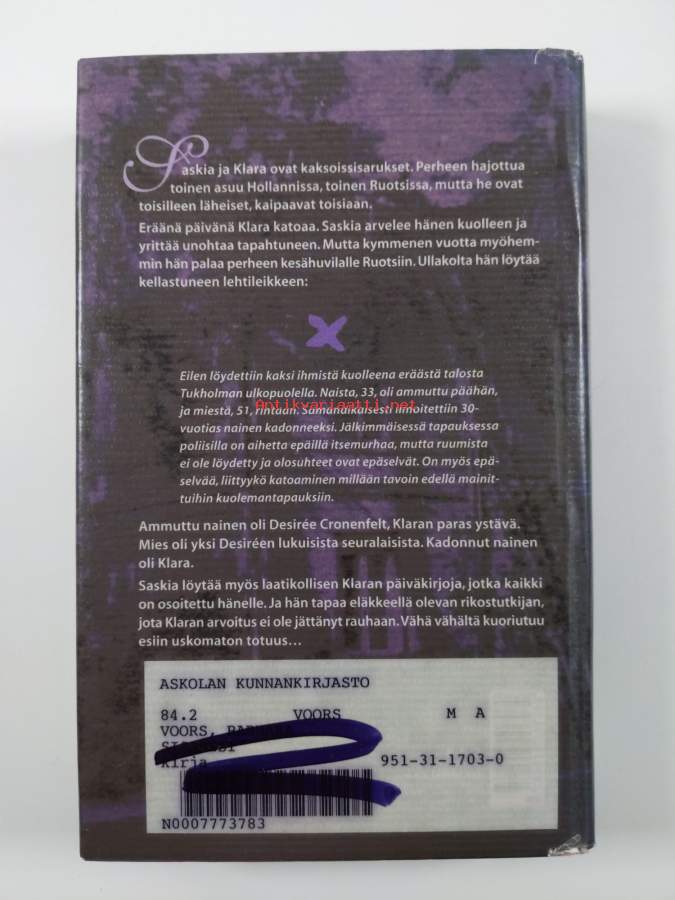 Saskia ja Klara ovat kaksoissisarukset. Perheen hajottua
toinen asuu Hollannissa, toinen Ruotsissa, mutta he ovat
toisilleen läheiset, kaipaavat toisiaan.
Eräänä päivänä Klara katoaa. Saskia arvelee hänen kuolleen ja
yrittää unohtaa tapahtuneen. Mutta kymmenen vuotta myöhem-
min hän palaa perheen kesähuvilalle Ruotsiin. Ullakolta hän löytää
kellastuneen lehtileikkeen:
Eilen löydettiin kaksi ihmistä kuolleena eräästä talosta
Tukholman ulkopuolella. Naista, 33, oli ammuttu päähän,
Antikvariaatti.net
ja miestä, 51, rintaan. Samanaikaisesti ilmoitettiin 30-
vuotias nainen kadonneeksi. Jälkimmäisessä tapauksessa
poliisilla on aihetta epäillä itsemurhaa, mutta ruumista
ei ole löydetty ja olosuhteet ovat epäselvät. On myös epä-
selvää, liittyykö katoaminen millään tavoin edellä mainit-
tuihin kuolemantapauksiin.
Ammuttu nainen oli Desirée Cronenfelt, Klaran paras ystävä.
Mies oli yksi Desiréen lukuisista seuralaisista. Kadonnut nainen
oli Klara.
Saskia löytää myös laatikollisen Klaran päiväkirjoja, jotka kaikki
on osoitettu hänelle. Ja hän tapaa eläkkeellä olevan rikostutkijan,
jota Klaran arvoitus ei ole jättänyt rauhaan. Vähä vähältä kuoriutuu
esiin uskomaton totuus...
ASKOLAN KUNNANKIRJASTO
84.2 VOORS M A
VOORS,
Kirja 951-31-1703-0
N0007773783